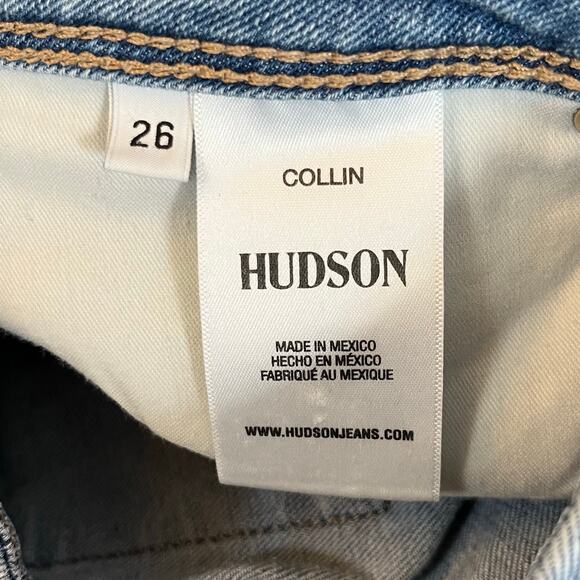 26
COLLIN
HUDSON
MADE IN MEXICO
HECHO EN MÉXICO
FABRIQUÉ AU MEXIQUE
WWW.HUDSONJEANS.COM